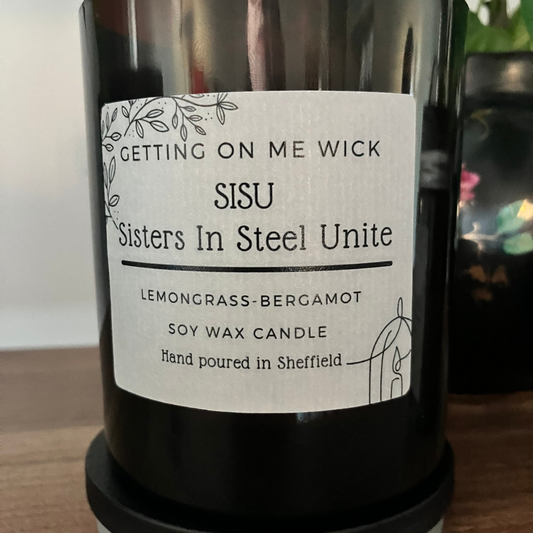 GETTING ON ME WICK
SISU
Sisters In Steel Unite
LEMONGRASS-BERGAMOT
SOY WAX CANDLE
Hand poured in Sheffield